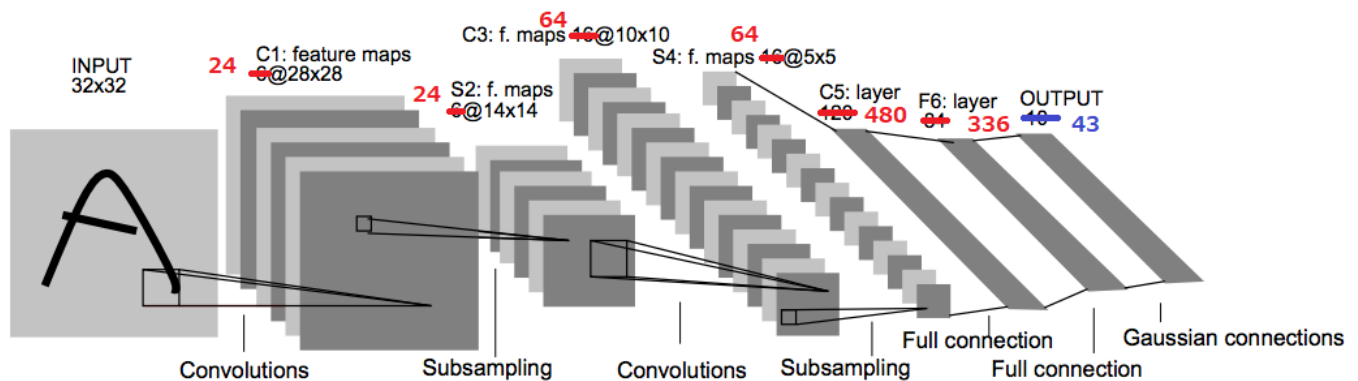 INPUT
32x32
24
C1: feature maps
6@28x28
24
S2: f. maps
6@14x14
64
C3: f. maps 16@10x10
64
S4: f. maps 16@5x5
C5: layer
120 480
F6: layer
84 336
OUTPUT
10 43
Convolutions
Subsampling
Convolutions
Subsampling
Full connection
Full connection
Gaussian connections